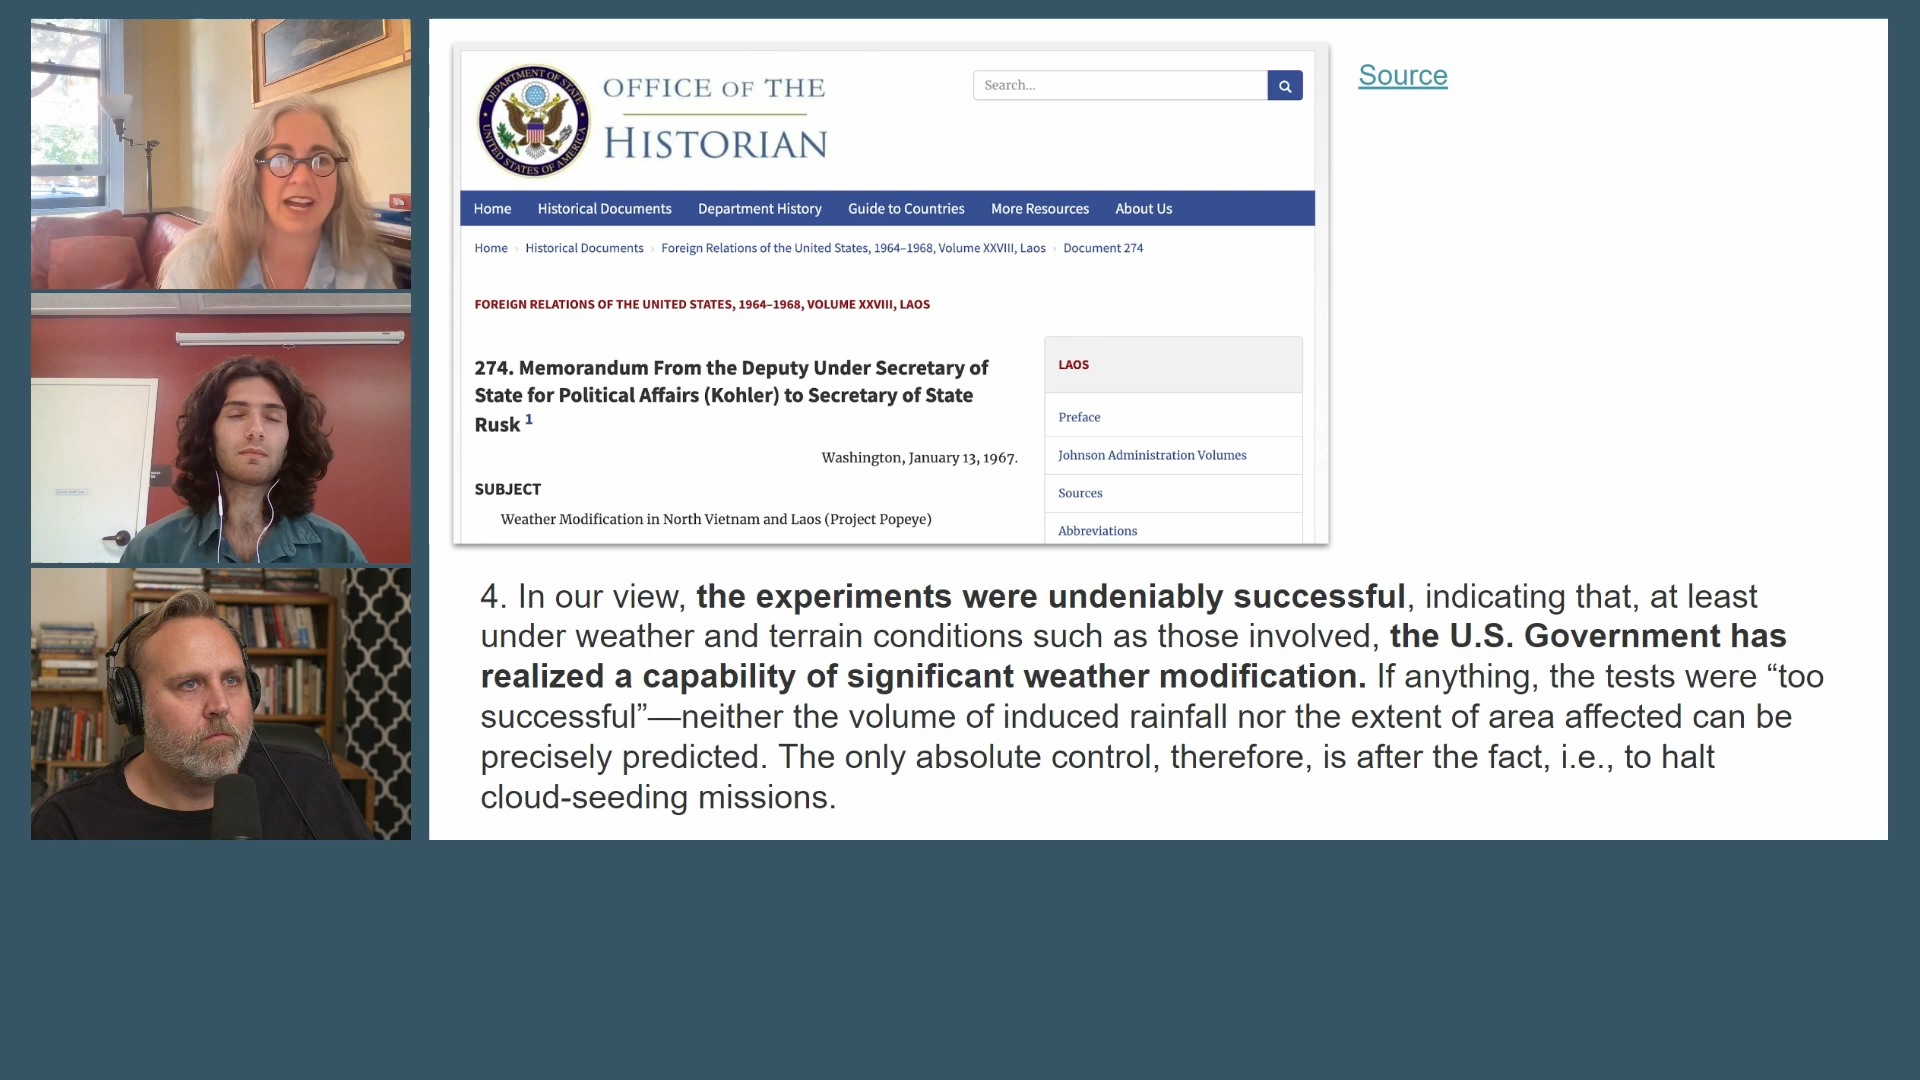 Source
DEPARTMENT OF STATE
UNITED STATES OF AMERICA
OFFICE OF THE
HISTORIAN
Search...
Home Historical Documents Department History Guide to Countries More Resources About Us
Home › Historical Documents › Foreign Relations of the United States, 1964–1968, Volume XXVIII, Laos › Document 274
FOREIGN RELATIONS OF THE UNITED STATES, 1964–1968, VOLUME XXVIII, LAOS
274. Memorandum From the Deputy Under Secretary of
State for Political Affairs (Kohler) to Secretary of State
Rusk 1
Washington, January 13, 1967.
SUBJECT
Weather Modification in North Vietnam and Laos (Project Popeye)
LAOS
Preface
Johnson Administration Volumes
Sources
Abbreviations
4. In our view, the experiments were undeniably successful, indicating that, at least
under weather and terrain conditions such as those involved, the U.S. Government has
realized a capability of significant weather modification. If anything, the tests were “too
successful”—neither the volume of induced rainfall nor the extent of area affected can be
precisely predicted. The only absolute control, therefore, is after the fact, i.e., to halt
cloud-seeding missions.